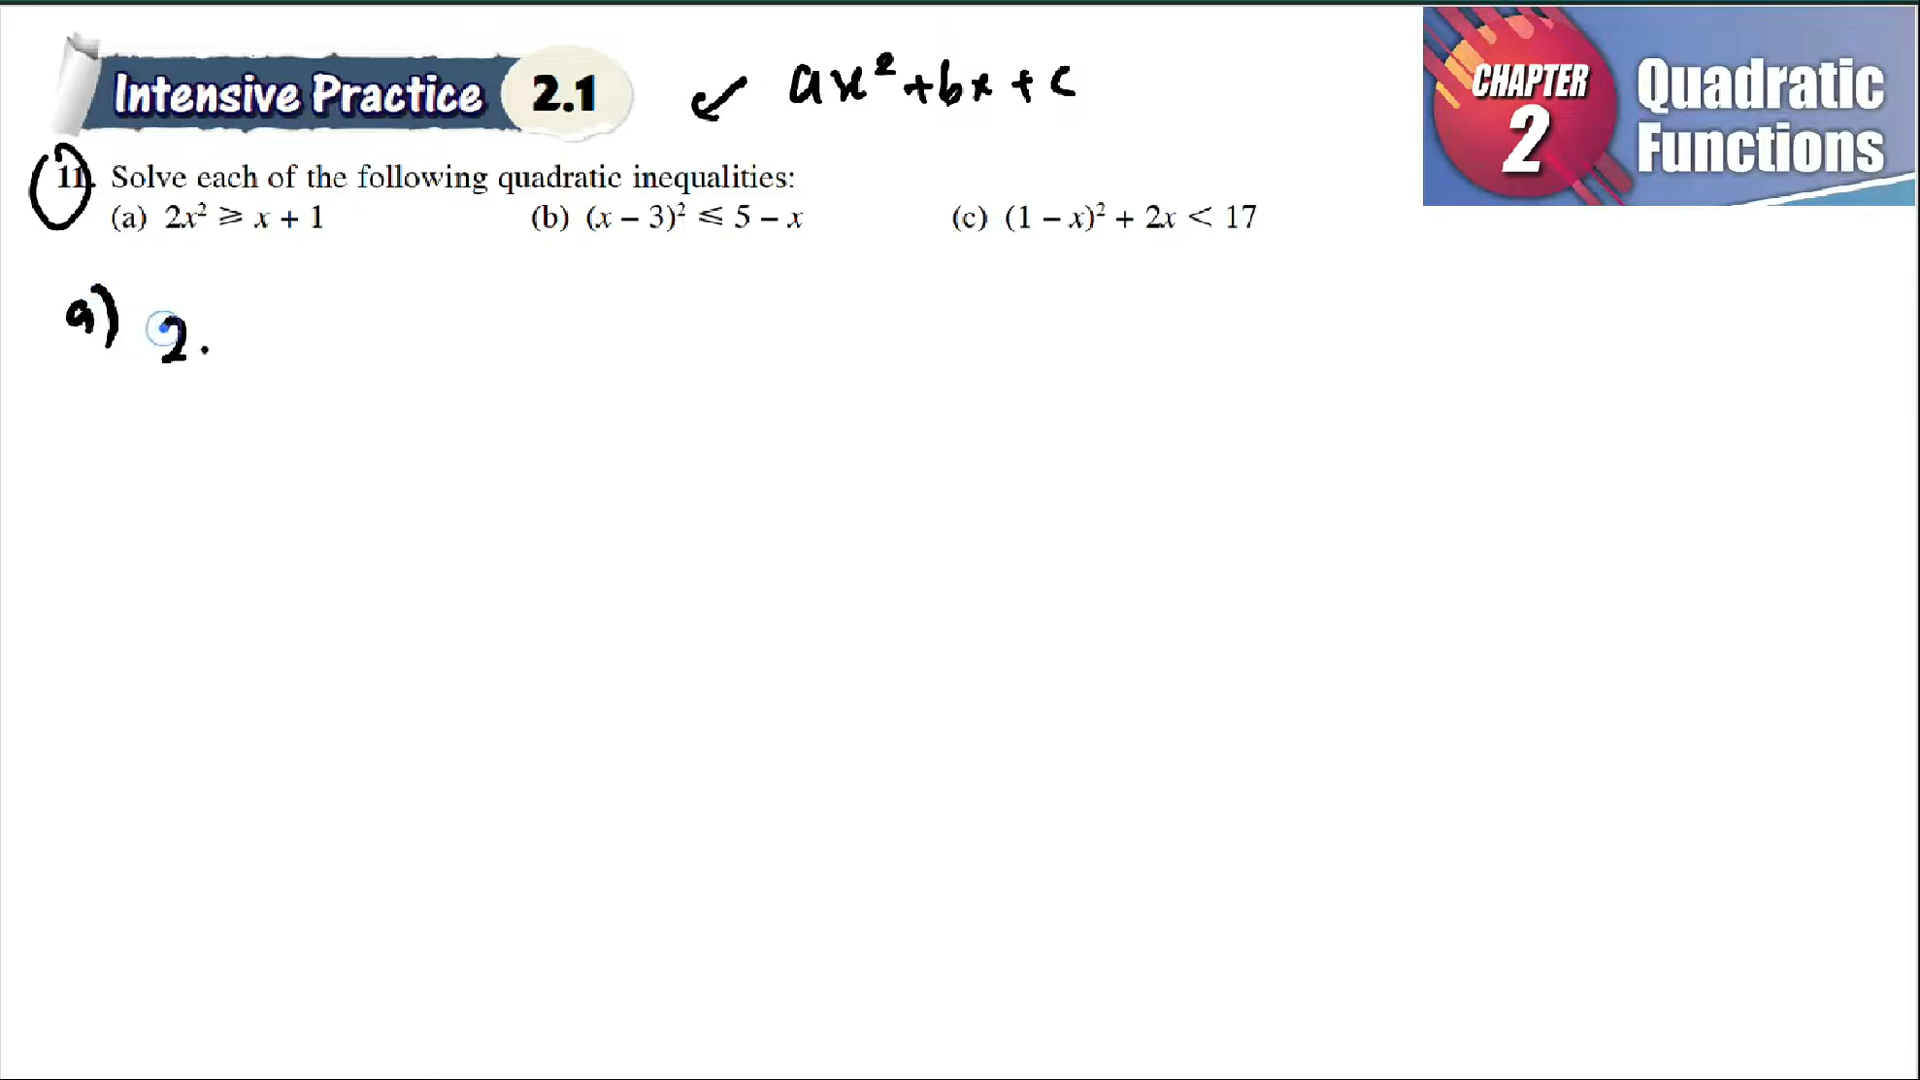 Intensive Practice 2.1
ax² + bx + c
CHAPTER 2
Quadratic Functions
11. Solve each of the following quadratic inequalities:
(a) 2x² ⩾ x + 1 (b) (x – 3)² ⩽ 5 – x (c) (1 – x)² + 2x < 17
a) 2.